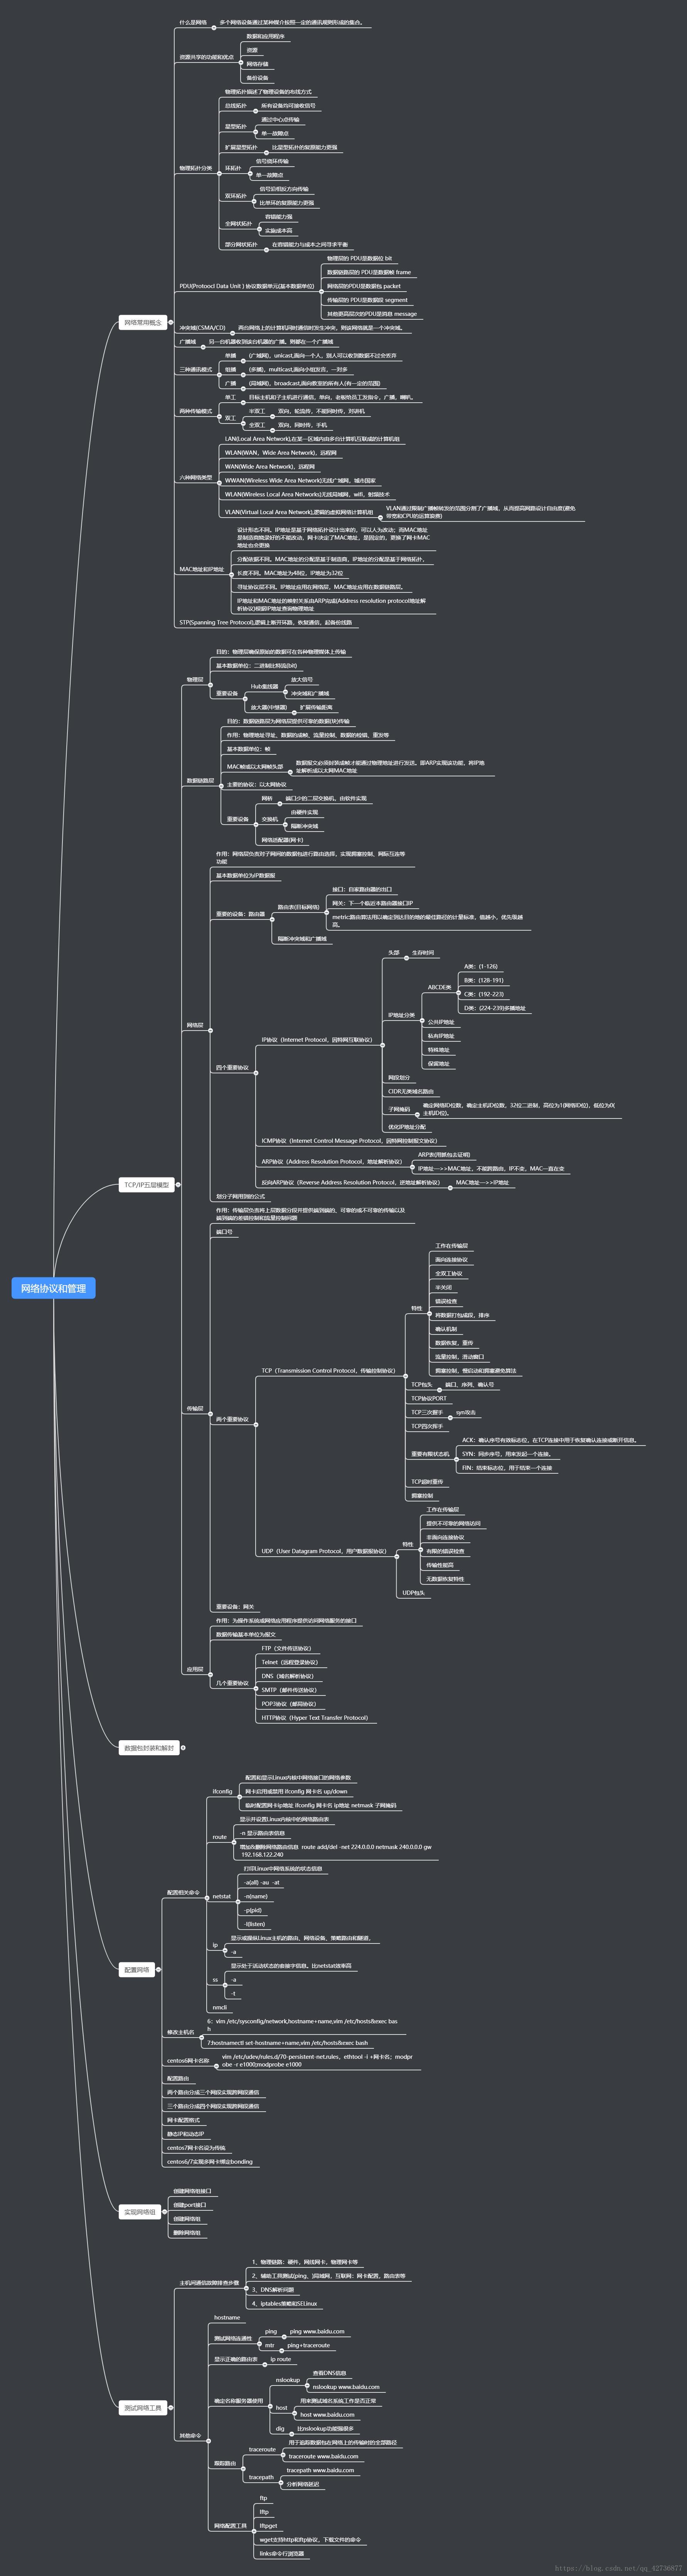 网络协议和管理
网络常用概念
什么是网络
多个网络设备通过某种媒介按照一定的通讯规则形成的集合。
资源共享的功能和优点
数据和应用程序
资源
网络存储
备份设备
物理拓扑分类
物理拓扑描述了物理设备的布线方式
总线拓扑
所有设备均可接收信号
星型拓扑
通过中心点传输
单一故障点
扩展星型拓扑
比星型拓扑的复原能力更强
环拓扑
信号绕环传输
单一故障点
双环拓扑
信号沿相反方向传输
比单环的复原能力更强
全网状拓扑
容错能力强
实施成本高
部分网状拓扑
在容错能力与成本之间寻求平衡
PDU(Protoocl Data Unit ) 协议数据单元(基本数据单位)
物理层的 PDU是数据位 bit
数据链路层的 PDU是数据帧 frame
网络层的PDU是数据包 packet
传输层的 PDU是数据段 segment
其他更高层次的PDU是消息 message
冲突域(CSMA/CD)
两台网络上的计算机同时通信时发生冲突，则该网络就是一个冲突域。
广播域
另一台机器收到该台机器的广播。则都在一个广播域
三种通讯模式
单播
(广域网)，unicast,面向一个人，别人可以收到数据不过会丢弃
组播
(多播)，multicast,面向小组发言，一对多
广播
(局域网)，broadcast,面向教室的所有人(有一定的范围)
两种传输模式
单工
目标主机和子主机进行通信，单向，老板给员工发指令，广播，喇叭。
双工
半双工
双向，轮流传，不能同时传，对讲机
全双工
双向，同时传，手机
六种网络类型
LAN(Local Area Network),在某一区域内由多台计算机互联成的计算机组
WLAN(WAN，Wide Area Network)，远程网
WAN(Wide Area Network)，远程网
WWAN(Wireless Wide Area Network)无线广域网，城市国家
WLAN(Wireless Local Area Networks)无线局域网，wifi，射频技术
VLAN(Virtual Local Area Network),逻辑的虚拟网络计算机组
VLAN通过限制广播帧转发的范围分割了广播域，从而提高网路设计自由度(避免
带宽和CPU的运算浪费)
MAC地址和IP地址
设计形态不同。IP地址是基于网络拓扑设计出来的，可以人为改动；而MAC地址
是制造商烧录好的不能改动，网卡决定了MAC地址，是固定的，更换了网卡MAC
地址也会更换
分配依据不同。MAC地址的分配是基于制造商，IP地址的分配是基于网络拓扑，
长度不同。MAC地址为48位，IP地址为32位
寻址协议层不同。IP地址应用在网络层，MAC地址应用在数据链路层。
IP地址和MAC地址的映射关系由ARP完成(Address resolution protocol地址解
析协议)根据IP地址查询物理地址
STP(Spanning Tree Protocol),逻辑上断开环路，恢复通信，起备份线路
TCP/IP五层模型
物理层
目的：物理层确保原始的数据可在各种物理媒体上传输
基本数据单位：二进制比特流(bit)
重要设备
Hub集线器
放大信号
冲突域和广播域
放大器(中继器)
扩展传输距离
数据链路层
目的：数据链路层为网络层提供可靠的数据(块)传输
作用：物理地址寻址、数据的成帧、流量控制、数据的检错、重发等
基本数据单位：帧
MAC帧或以太网帧头部
数据报文必须封装成帧才能通过物理地址进行发送。即ARP实现该功能，将IP地
址解析成以太网MAC地址
主要的协议：以太网协议
重要设备
网桥
端口少的二层交换机。由软件实现
交换机
由硬件实现
隔断冲突域
网络适配器(网卡)
网络层
作用：网络层负责对子网间的数据包进行路由选择，实现拥塞控制、网际互连等
功能
基本数据单位为IP数据报
重要的设备：路由器
路由表(目标网络)
接口：自家路由器的出口
网关：下一个临近本路由器接口IP
metric路由算法用以确定到达目的地的最佳路径的计量标准，值越小，优先级越
高。
隔断冲突域和广播域
四个重要协议
IP协议（Internet Protocol，因特网互联协议）
头部
生存时间
IP地址分类
ABCDE类
A类：(1-126)
B类：(128-191)
C类：(192-223)
D类：(224-239)多播地址
公共IP地址
私有IP地址
特殊地址
保留地址
网段划分
CIDR无类域名路由
子网掩码
确定网络ID位数，确定主机ID位数，32位二进制，高位为1(网络ID位)，低位为0(
主机ID位)。
优化IP地址分配
ICMP协议（Internet Control Message Protocol，因特网控制报文协议）
ARP协议（Address Resolution Protocol，地址解析协议）
ARP表(用抓包去证明)
IP地址-->>MAC地址，不能跨路由，IP不变，MAC一直在变
反向ARP协议（Reverse Address Resolution Protocol，逆地址解析协议）
MAC地址-->>IP地址
划分子网用到的公式
传输层
作用：传输层负责将上层数据分段并提供端到端的、可靠的或不可靠的传输以及
端到端的差错控制和流量控制问题
端口号
两个重要协议
TCP（Transmission Control Protocol，传输控制协议）
特性
工作在传输层
面向连接协议
全双工协议
半关闭
错误检查
将数据打包成段，排序
确认机制
数据恢复，重传
流量控制，滑动窗口
拥塞控制，慢启动和拥塞避免算法
TCP包头
端口，序列，确认号
TCP协议PORT
TCP三次握手
syn攻击
TCP四次挥手
重要有限状态机
ACK：确认序号有效标志位，在TCP连接中用于恢复确认连接或断开信息。
SYN：同步序号，用来发起一个连接。
FIN：结束标志位，用于结束一个连接
TCP超时重传
拥塞控制
UDP（User Datagram Protocol，用户数据报协议）
特性
工作在传输层
提供不可靠的网络访问
非面向连接协议
有限的错误检查
传输性能高
无数据恢复特性
UDP包头
重要设备：网关
应用层
作用：为操作系统或网络应用程序提供访问网络服务的接口
数据传输基本单位为报文
几个重要协议
FTP（文件传送协议）
Telnet（远程登录协议）
DNS（域名解析协议）
SMTP（邮件传送协议）
POP3协议（邮局协议）
HTTP协议（Hyper Text Transfer Protocol）
数据包封装和解封
配置网络
配置相关命令
ifconfig
配置和显示Linux内核中网络接口的网络参数
网卡启用或禁用 ifconfig 网卡名 up/down
临时配置网卡ip地址 ifconfig 网卡名 ip地址 netmask 子网掩码
route
显示并设置Linux内核中的网络路由表
-n 显示路由表信息
增加及删除网络路由信息 route add/del -net 224.0.0.0 netmask 240.0.0.0 gw
192.168.122.240
netstat
打印Linux中网络系统的状态信息
-a(all) -au -at
-n(name)
-p(pid)
-l(listen)
ip
显示或操纵Linux主机的路由、网络设备、策略路由和隧道。
-a
ss
显示处于活动状态的套接字信息。比netstat效率高
-a
-t
nmcli
修改主机名
6：vim /etc/sysconfig/network,hostname+name,vim /etc/hosts&exec bas
h
7:hostnamectl set-hostname+name,vim /etc/hosts&exec bash
centos6网卡名称
vim /etc/udev/rules.d/70-persistent-net.rules，ethtool -i +网卡名；modpr
obe -r e1000;modprobe e1000
配置路由
两个路由分成三个网段实现跨网段通信
三个路由分成四个网段实现跨网段通信
网卡配置格式
静态IP和动态IP
centos7网卡名设为传统
centos6/7实现多网卡绑定bonding
实现网络组
创建网络组接口
创建port接口
创建网络组
删除网络组
测试网络工具
主机间通信故障排查步骤
1、物理链路：硬件，网线网卡，物理网卡等
2、辅助工具测试(ping、)局域网，互联网：网卡配置，路由表等
3、DNS解析问题
4、iptables策略和SELinux
其他命令
hostname
测试网络连通性
ping
ping www.baidu.com
mtr
ping+traceroute
显示正确的路由表
ip route
确定名称服务器使用
nslookup
查看DNS信息
nslookup www.baidu.com
host
用来测试域名系统工作是否正常
host www.baidu.com
dig
比nslookup功能强很多
跟踪路由
traceroute
用于追踪数据包在网络上的传输时的全部路径
traceroute www.baidu.com
tracepath
tracepath www.baidu.com
分析网络延迟
网络配置工具
ftp
lftp
lftpget
wget支持http和ftp协议，下载文件的命令
links命令行浏览器
https://blog.csdn.net/qq_42736077